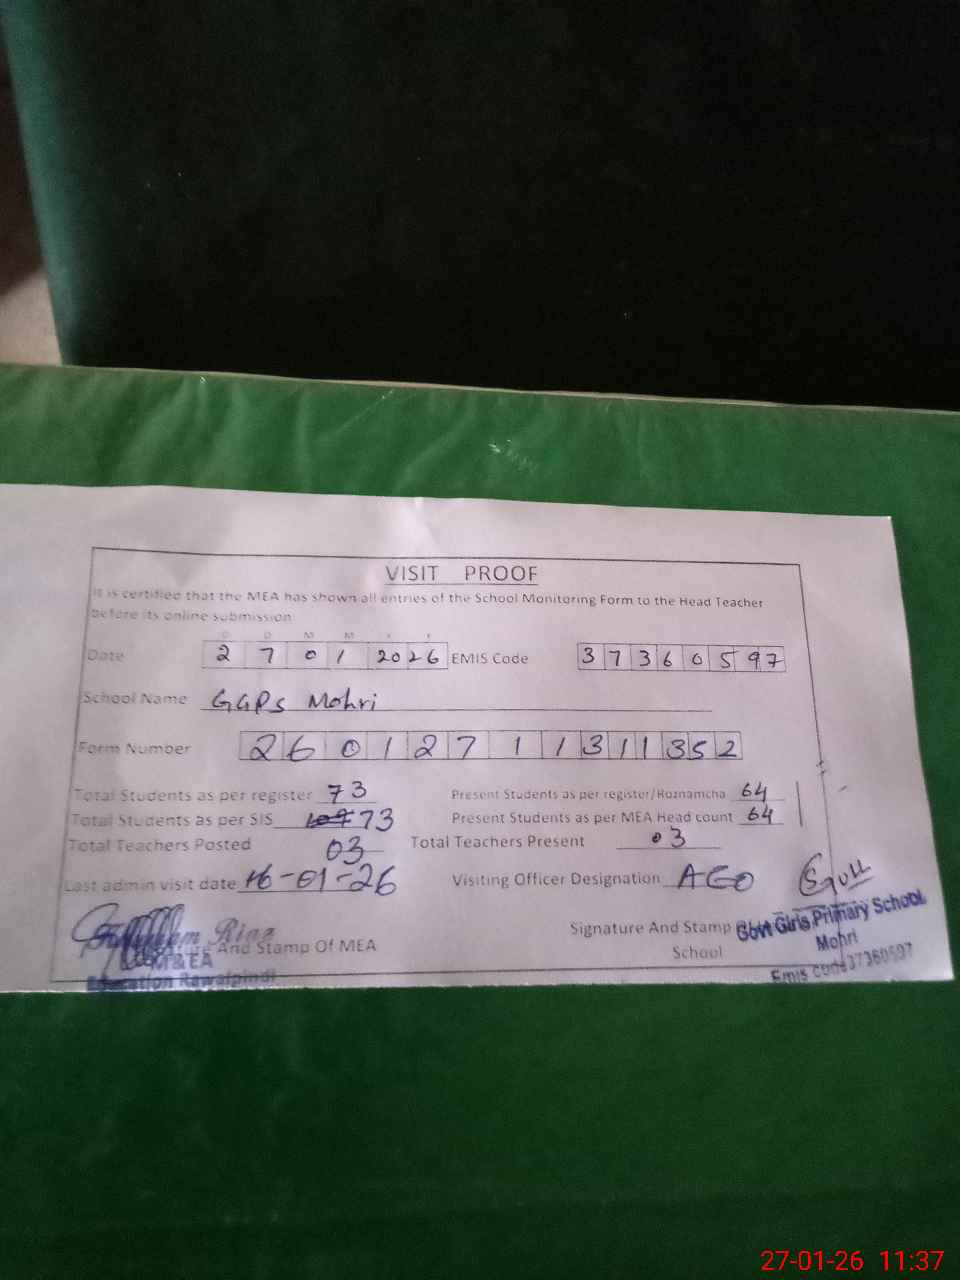 VISIT PROOF
It is certified that the MEA has shown all entries of the School Monitoring Form to the Head Teacher
before its online submission
D D M M Y Y
Date 2 7 0 1 2026 EMIS Code 3 7 3 6 0 5 9 7
School Name GGPS Mohri
Form Number 2 6 0 1 2 7 1 1 3 1 1 3 5 2
Total Students as per register 73 Present Students as per register/Roznamcha 64
Total Students as per SIS 73 Present Students as per MEA Head count 64
Total Teachers Posted 03 Total Teachers Present 03
Last admin visit date 16-01-26 Visiting Officer Designation AEO
And Stamp Of MEA
M&EA
Education Rawalpindi
Signature And Stamp
School
Govt Girls Primary School
Mohri
Emis code 37360597
27-01-26 11:37